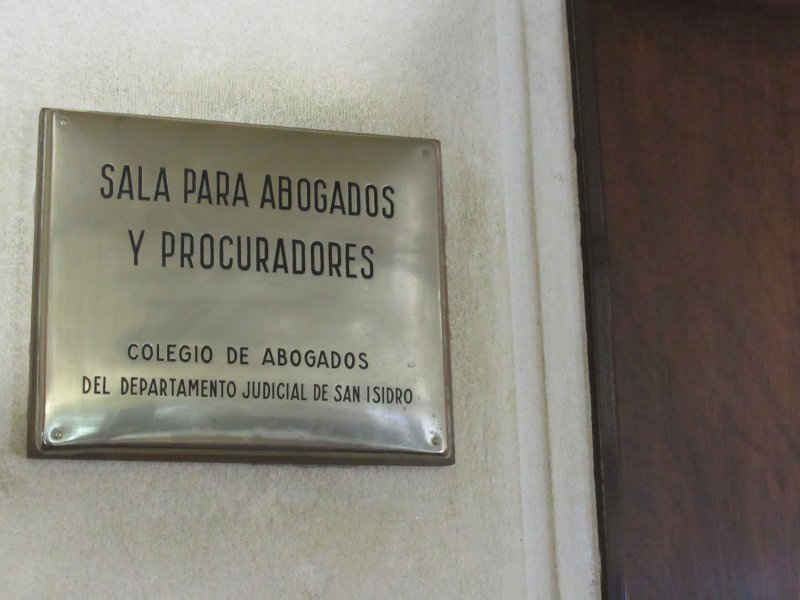 SALA PARA ABOGADOS
Y PROCURADORES
COLEGIO DE ABOGADOS
DEL DEPARTAMENTO JUDICIAL DE SAN ISIDRO